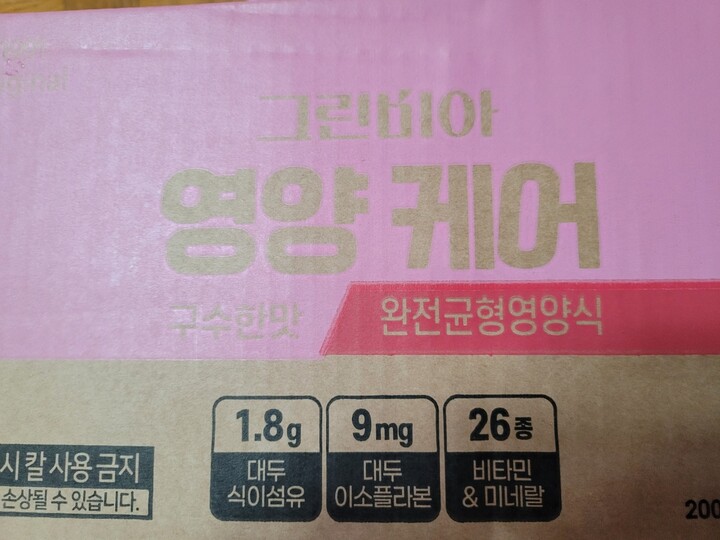 그린비아
영양 케어
구수한맛
완전균형영양식
1.8g
대두
식이섬유
9mg
대두
이소플라본
26종
비타민
& 미네랄
시 칼 사용 금지
손상될 수 있습니다.
200